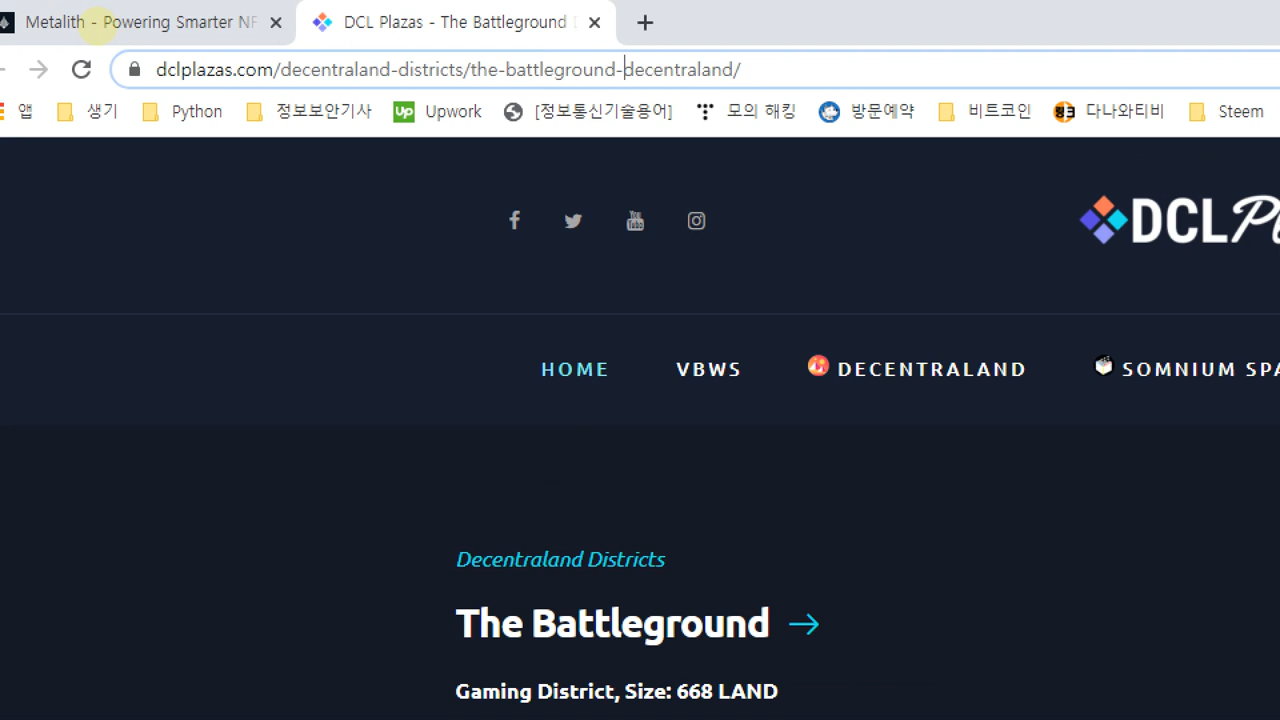 Metalith - Powering Smarter NF
DCL Plazas - The Battleground
dclplazas.com/decentraland-districts/the-battleground-decentraland/
앱 생기 Python 정보보안기사 Up Upwork [정보통신기술용어] 모의 해킹 방문예약 비트코인 다나와티비 Steem
DCL
HOME VBWS DECENTRALAND SOMNIUM SPA
Decentraland Districts
The Battleground →
Gaming District, Size: 668 LAND